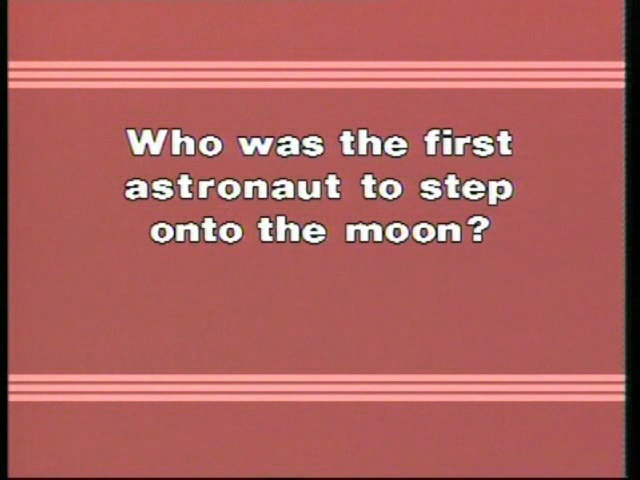 Who was the first
astronaut to step
onto the moon?